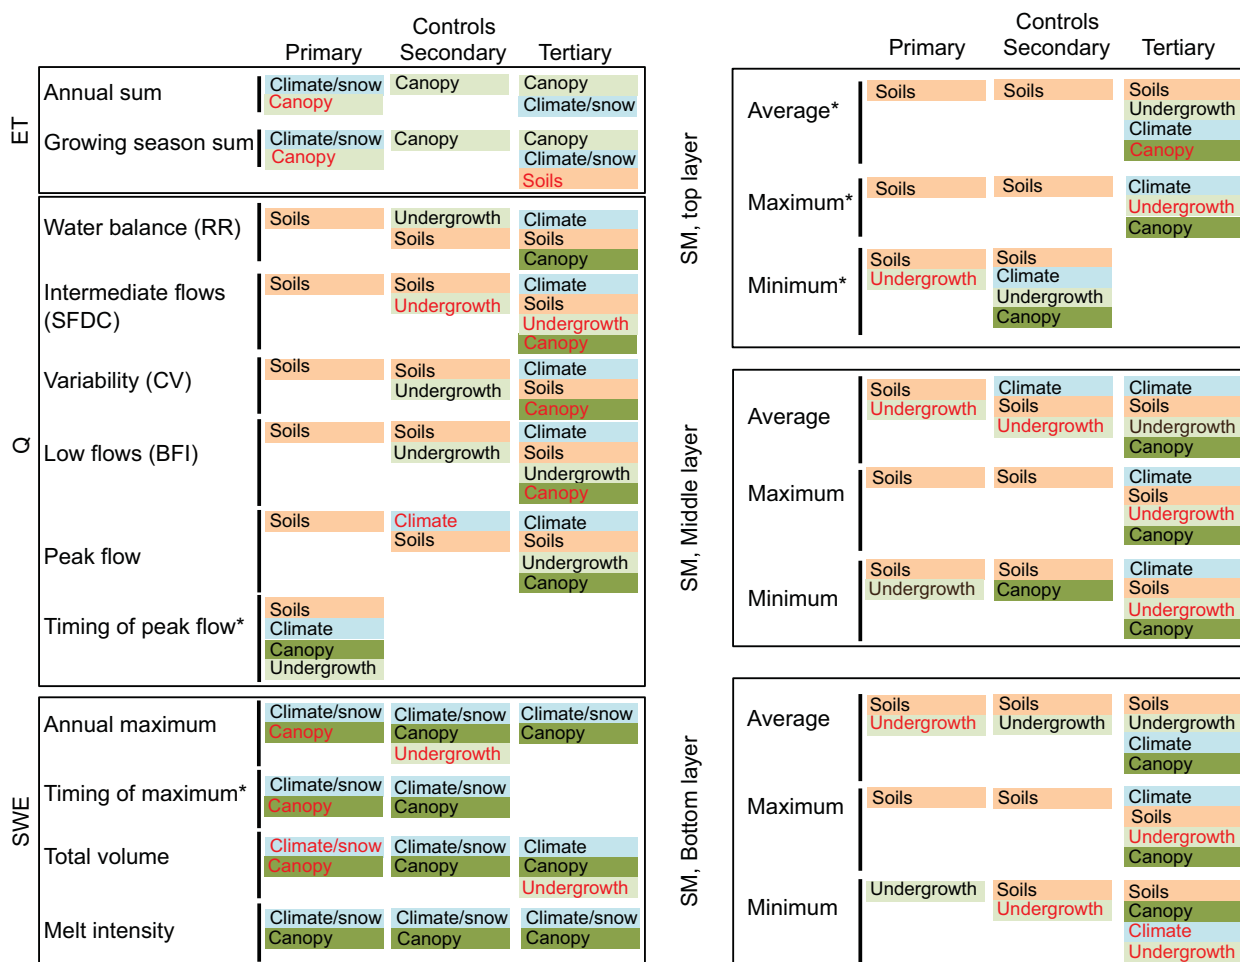 Controls
Primary Secondary Tertiary
ET
Annual sum
Climate/snow Canopy Canopy
Canopy Climate/snow
Growing season sum
Climate/snow Canopy Canopy
Canopy Climate/snow
Soils
Q
Water balance (RR)
Soils Undergrowth Climate
Soils Soils
Canopy
Intermediate flows
(SFDC)
Soils Soils Climate
Undergrowth Soils
Undergrowth
Canopy
Variability (CV)
Soils Soils Climate
Undergrowth Soils
Canopy
Low flows (BFI)
Soils Soils Climate
Undergrowth Soils
Undergrowth
Canopy
Peak flow
Soils Climate Climate
Soils Soils
Undergrowth
Canopy
Timing of peak flow*
Soils
Climate
Canopy
Undergrowth
SWE
Annual maximum
Climate/snow Climate/snow Climate/snow
Canopy Canopy Canopy
Undergrowth
Timing of maximum*
Climate/snow Climate/snow
Canopy Canopy
Total volume
Climate/snow Climate/snow Climate
Canopy Canopy Canopy
Undergrowth
Melt intensity
Climate/snow Climate/snow Climate/snow
Canopy Canopy Canopy
Controls
Primary Secondary Tertiary
SM, top layer
Average*
Soils Soils Soils
Undergrowth
Climate
Canopy
Maximum*
Soils Soils Climate
Undergrowth
Canopy
Minimum*
Soils Soils
Undergrowth Climate
Undergrowth
Canopy
SM, Middle layer
Average
Soils Climate Climate
Undergrowth Soils Soils
Undergrowth Undergrowth
Canopy
Maximum
Soils Soils Climate
Soils
Undergrowth
Canopy
Minimum
Soils Soils Climate
Undergrowth Canopy Soils
Undergrowth
Canopy
SM, Bottom layer
Average
Soils Soils Soils
Undergrowth Undergrowth Undergrowth
Climate
Canopy
Maximum
Soils Soils Climate
Soils
Undergrowth
Canopy
Minimum
Undergrowth Soils Soils
Undergrowth Canopy
Climate
Undergrowth